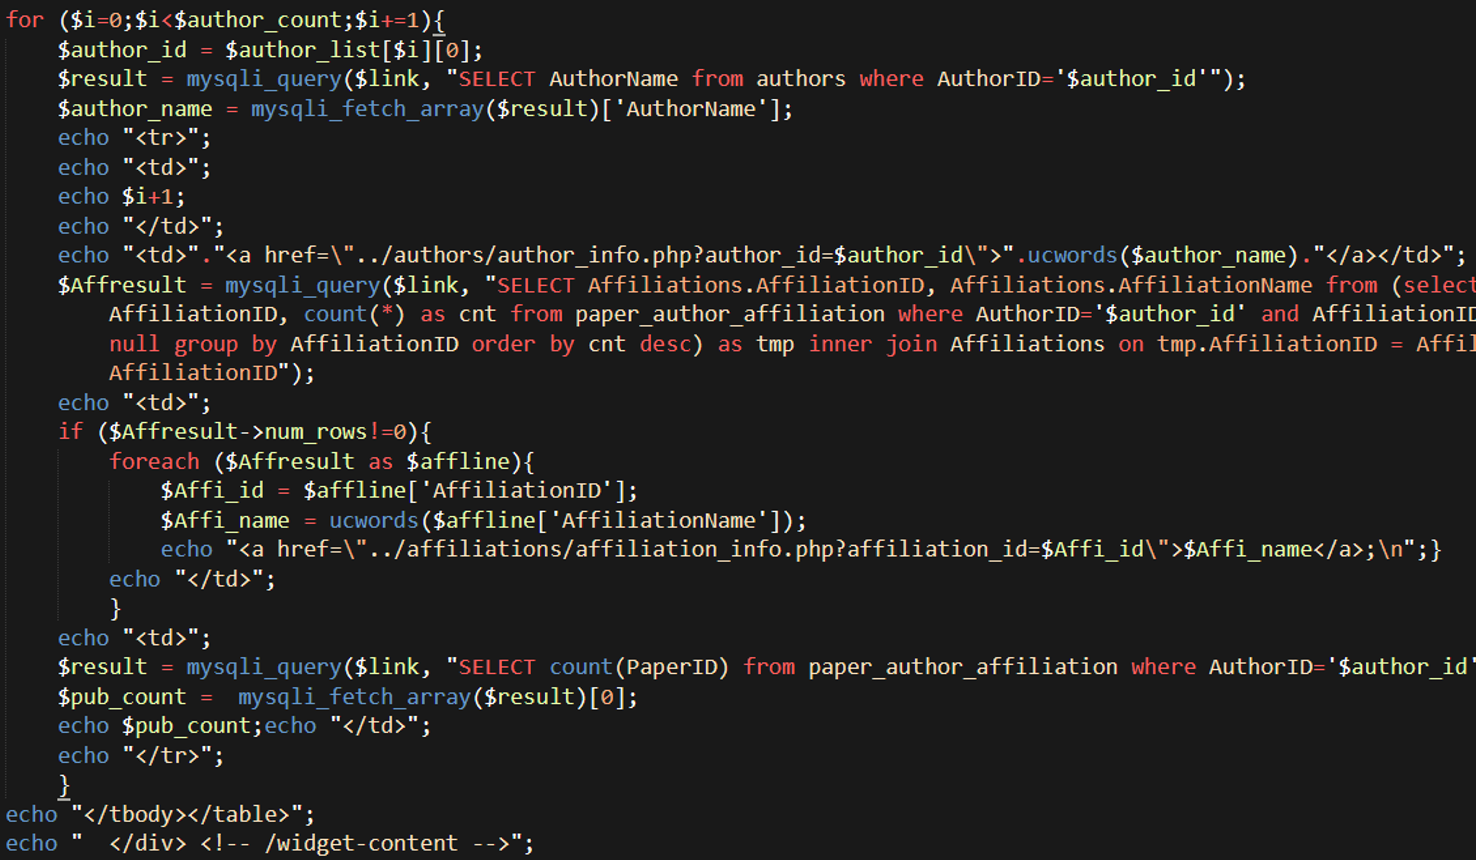 for ($i=0;$i<$author_count;$i+=1){
$author_id = $author_list[$i][0];
$result = mysqli_query($link, "SELECT AuthorName from authors where AuthorID='$author_id'");
$author_name = mysqli_fetch_array($result)['AuthorName'];
echo "<tr>";
echo "<td>";
echo $i+1;
echo "</td>";
echo "<td>"."<a href=\"../authors/author_info.php?author_id=$author_id\">".ucwords($author_name)."</a></td>";
$Affresult = mysqli_query($link, "SELECT Affiliations.AffiliationID, Affiliations.AffiliationName from (select
AffiliationID, count(*) as cnt from paper_author_affiliation where AuthorID='$author_id' and AffiliationID
null group by AffiliationID order by cnt desc) as tmp inner join Affiliations on tmp.AffiliationID = Affil
AffiliationID");
echo "<td>";
if ($Affresult->num_rows!=0){
foreach ($Affresult as $affline){
$Affi_id = $affline['AffiliationID'];
$Affi_name = ucwords($affline['AffiliationName']);
echo "<a href=\"../affiliations/affiliation_info.php?affiliation_id=$Affi_id\">$Affi_name</a>;\n";}
echo "</td>";
}
echo "<td>";
$result = mysqli_query($link, "SELECT count(PaperID) from paper_author_affiliation where AuthorID='$author_id'
$pub_count =  mysqli_fetch_array($result)[0];
echo $pub_count;echo "</td>";
echo "</tr>";
}
echo "</tbody></table>";
echo "  </div> <!-- /widget-content -->";